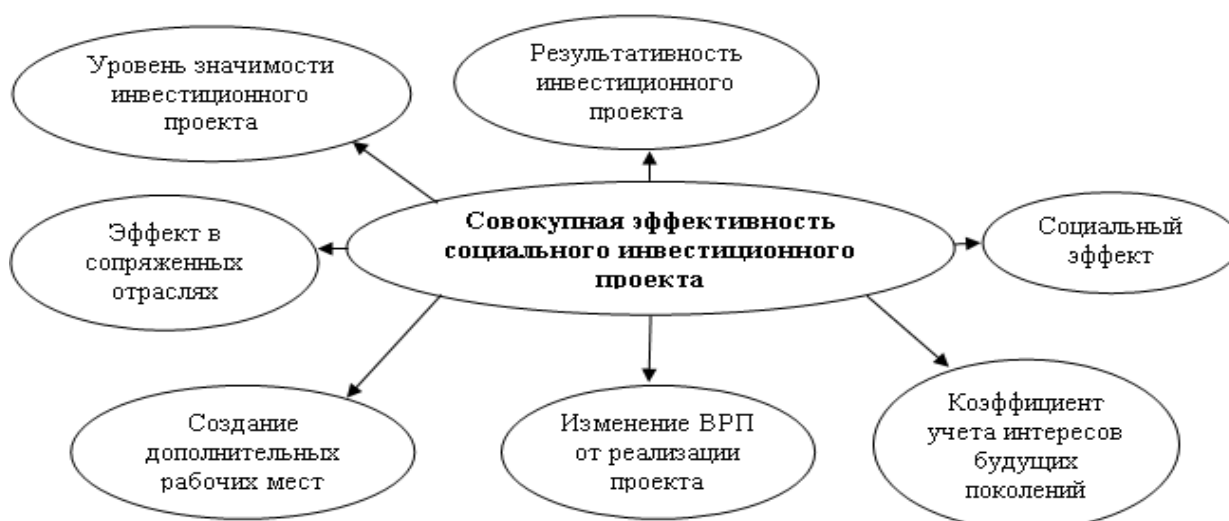 Уровень значимости
инвестиционного
проекта
Результативность
инвестиционного
проекта
Совокупная эффективность
социального инвестиционного
проекта
Эффект в
сопряженных
отраслях
Социальный
эффект
Создание
дополнительных
рабочих мест
Изменение ВРП
от реализации
проекта
Коэффициент
учета интересов
будущих
поколений